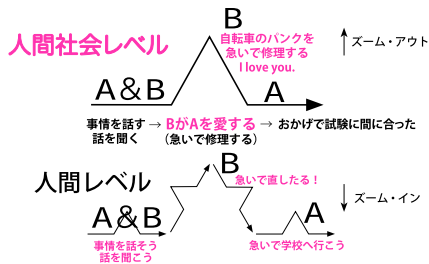 人間社会レベル
B
自転車のパンクを
急いで修理する
I love you.
ズーム・アウト
A&B
A
事情を話す → BがAを愛する → おかげで試験に間に合った
話を聞く
(急いで修理する)
人間レベル
B
急いで直したる！
ズーム・イン
A&B
A
事情を話そう
話を聞こう
急いで学校へ行こう